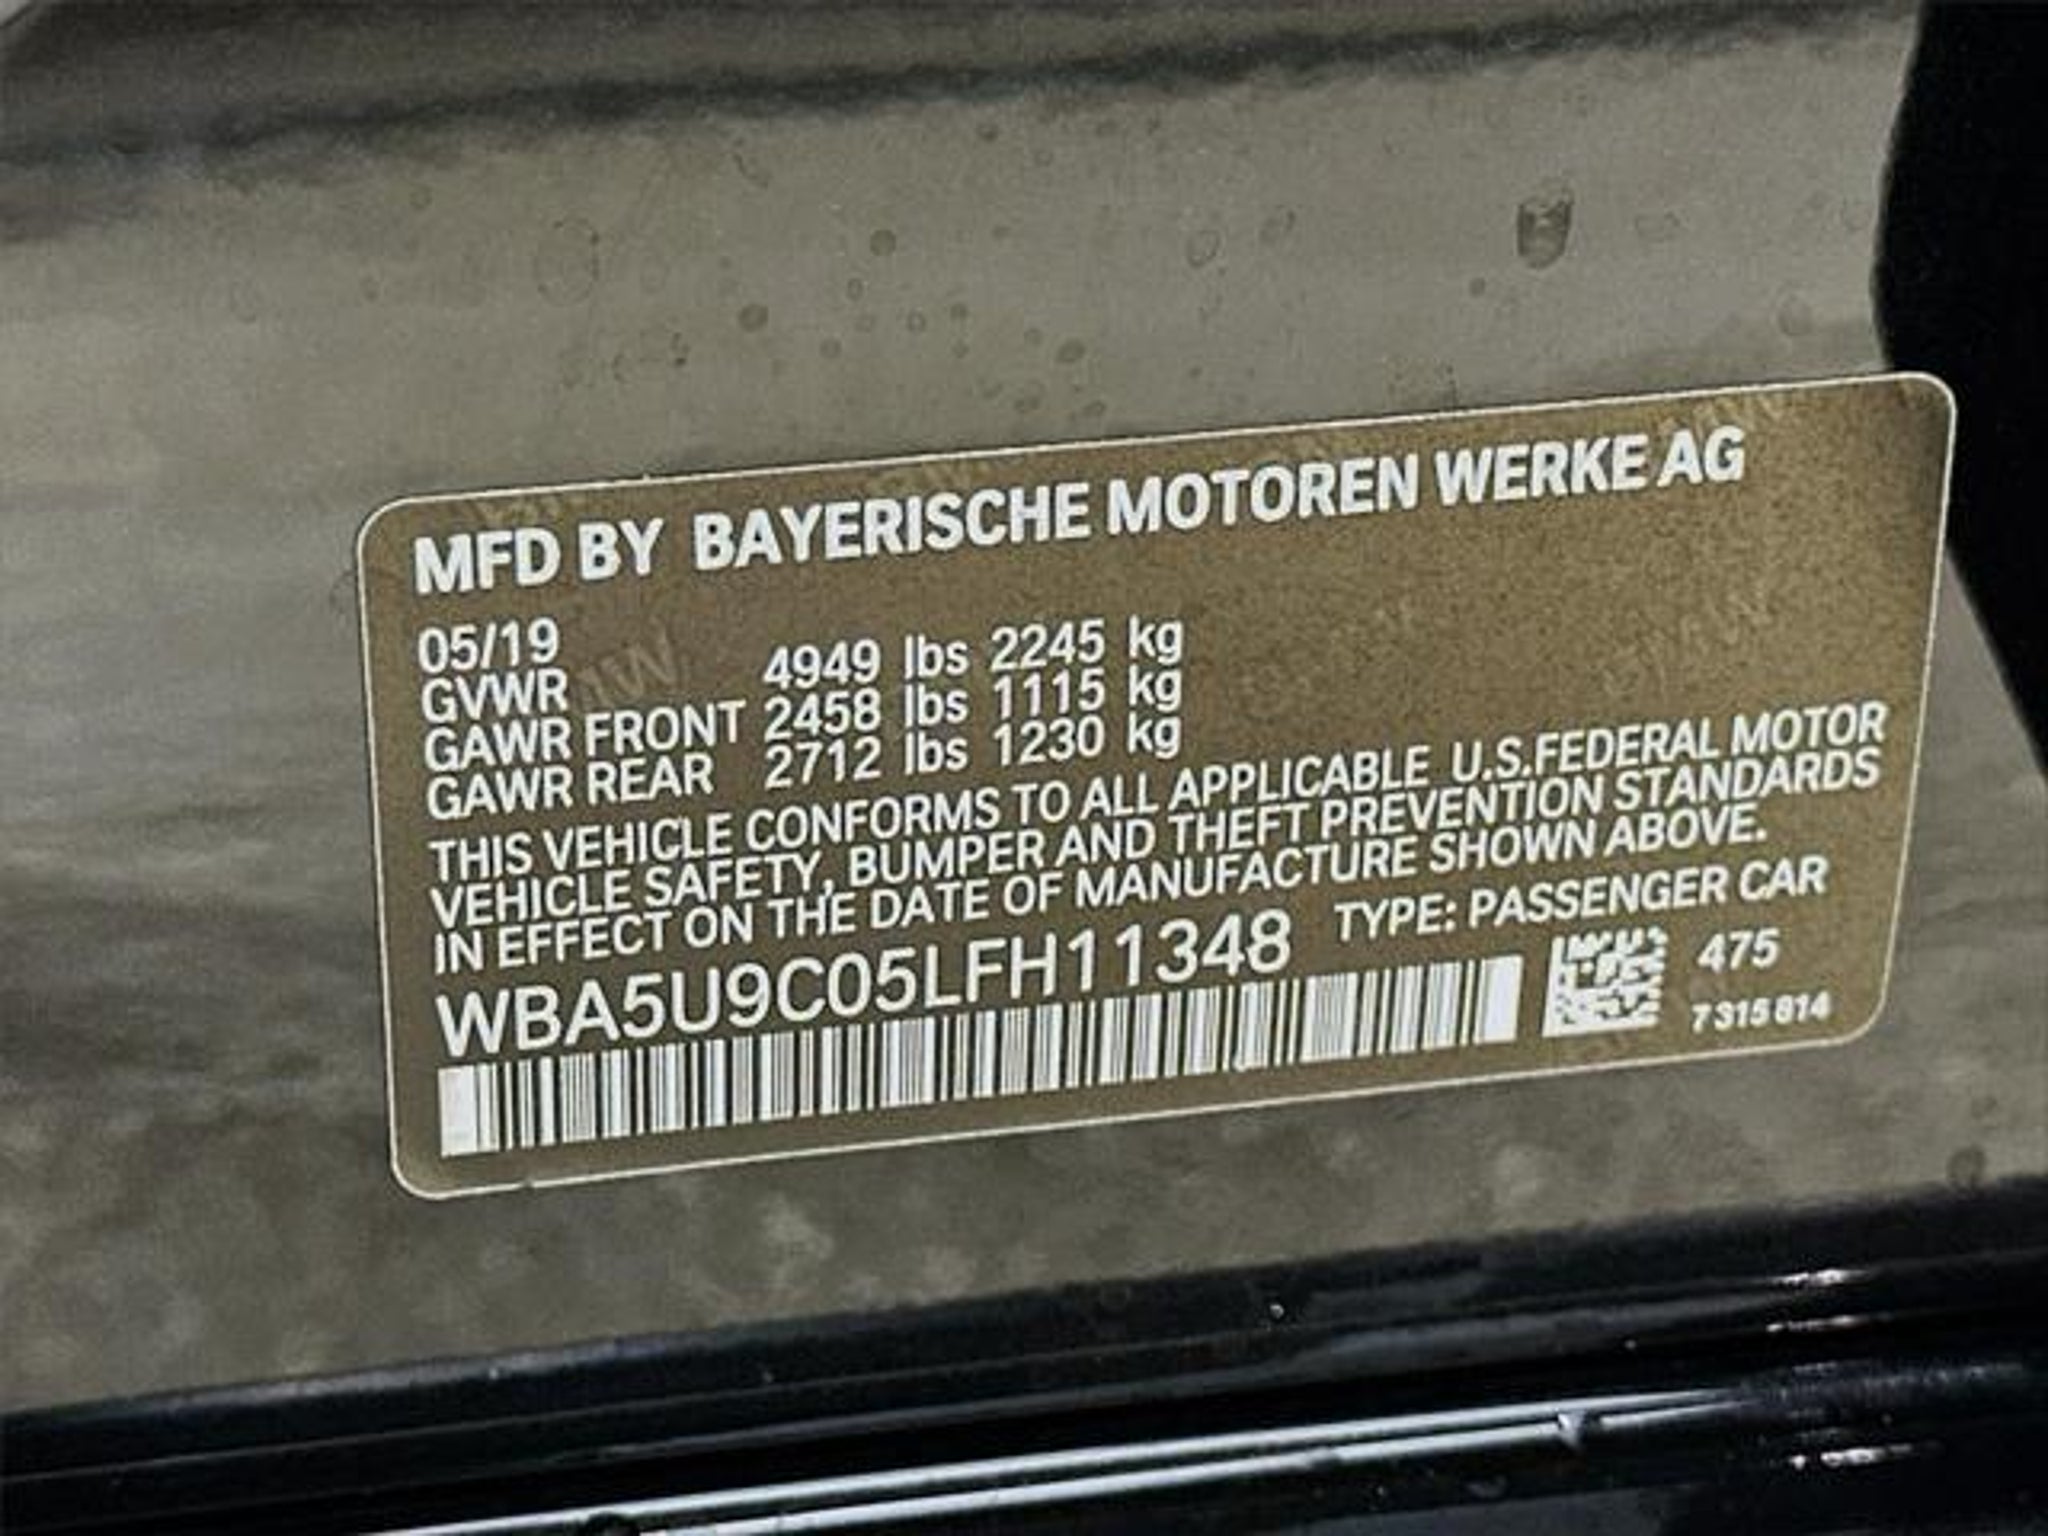 MFD BY BAYERISCHE MOTOREN WERKE AG
05/19
GVWR 4949 lbs 2245 kg
GAWR FRONT 2458 lbs 1115 kg
GAWR REAR 2712 lbs 1230 kg
THIS VEHICLE CONFORMS TO ALL APPLICABLE U.S.FEDERAL MOTOR
VEHICLE SAFETY, BUMPER AND THEFT PREVENTION STANDARDS
IN EFFECT ON THE DATE OF MANUFACTURE SHOWN ABOVE.
WBA5U9C05LFH11348 TYPE: PASSENGER CAR
475
7315814